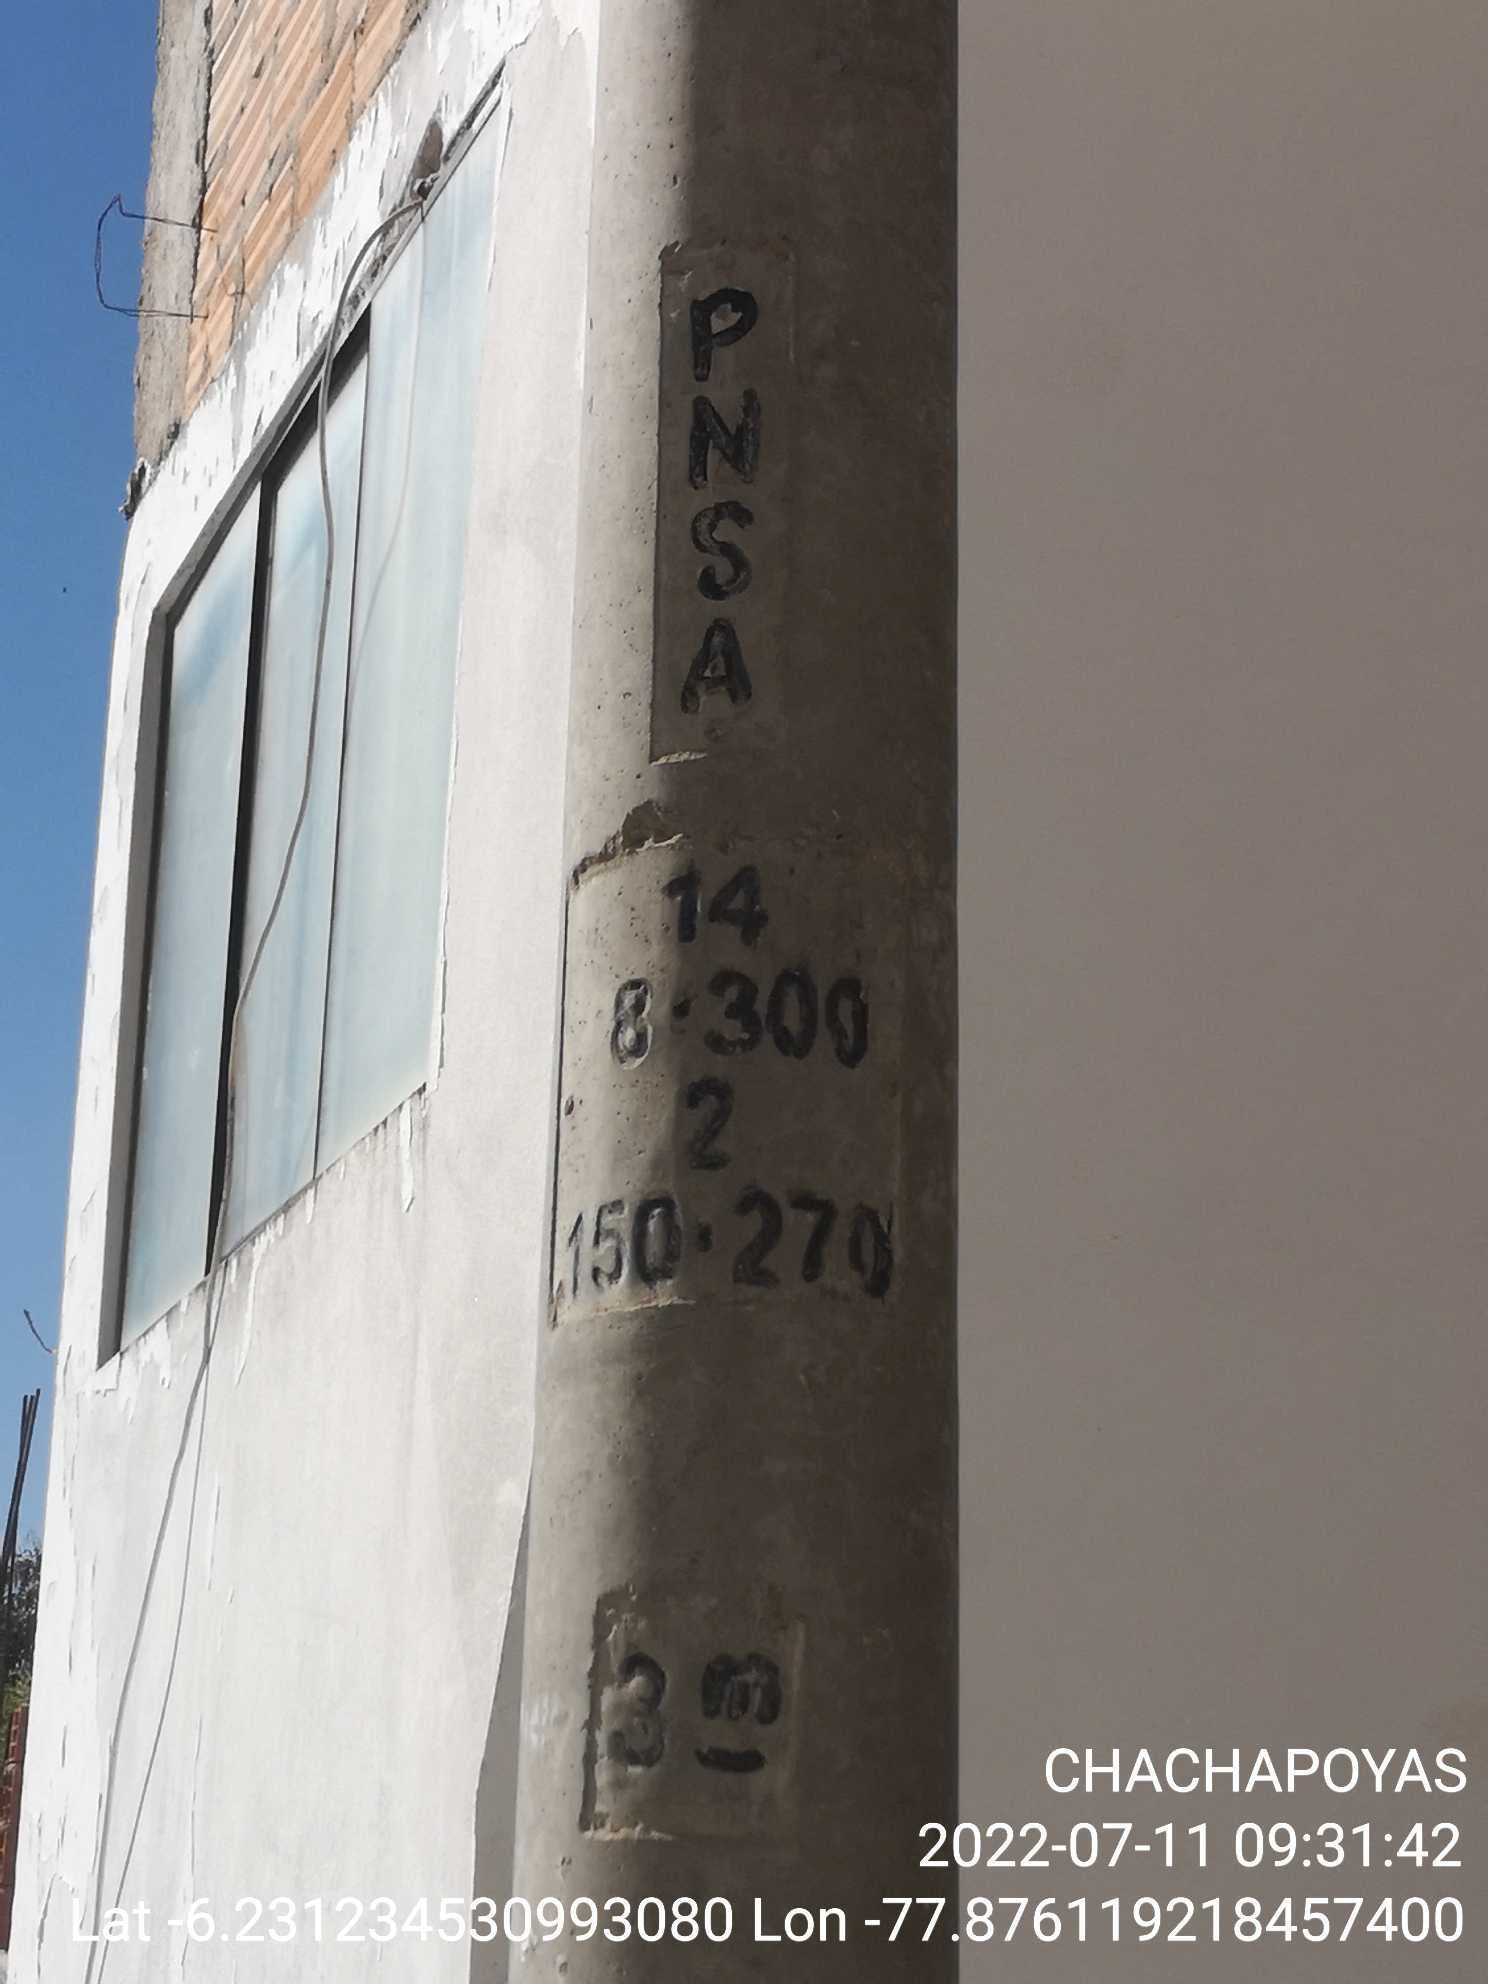 P
N
S
A
14
8·300
2
150·270
3 m
CHACHAPOYAS
2022-07-11 09:31:42
Lat -6.231234530993080 Lon -77.876119218457400